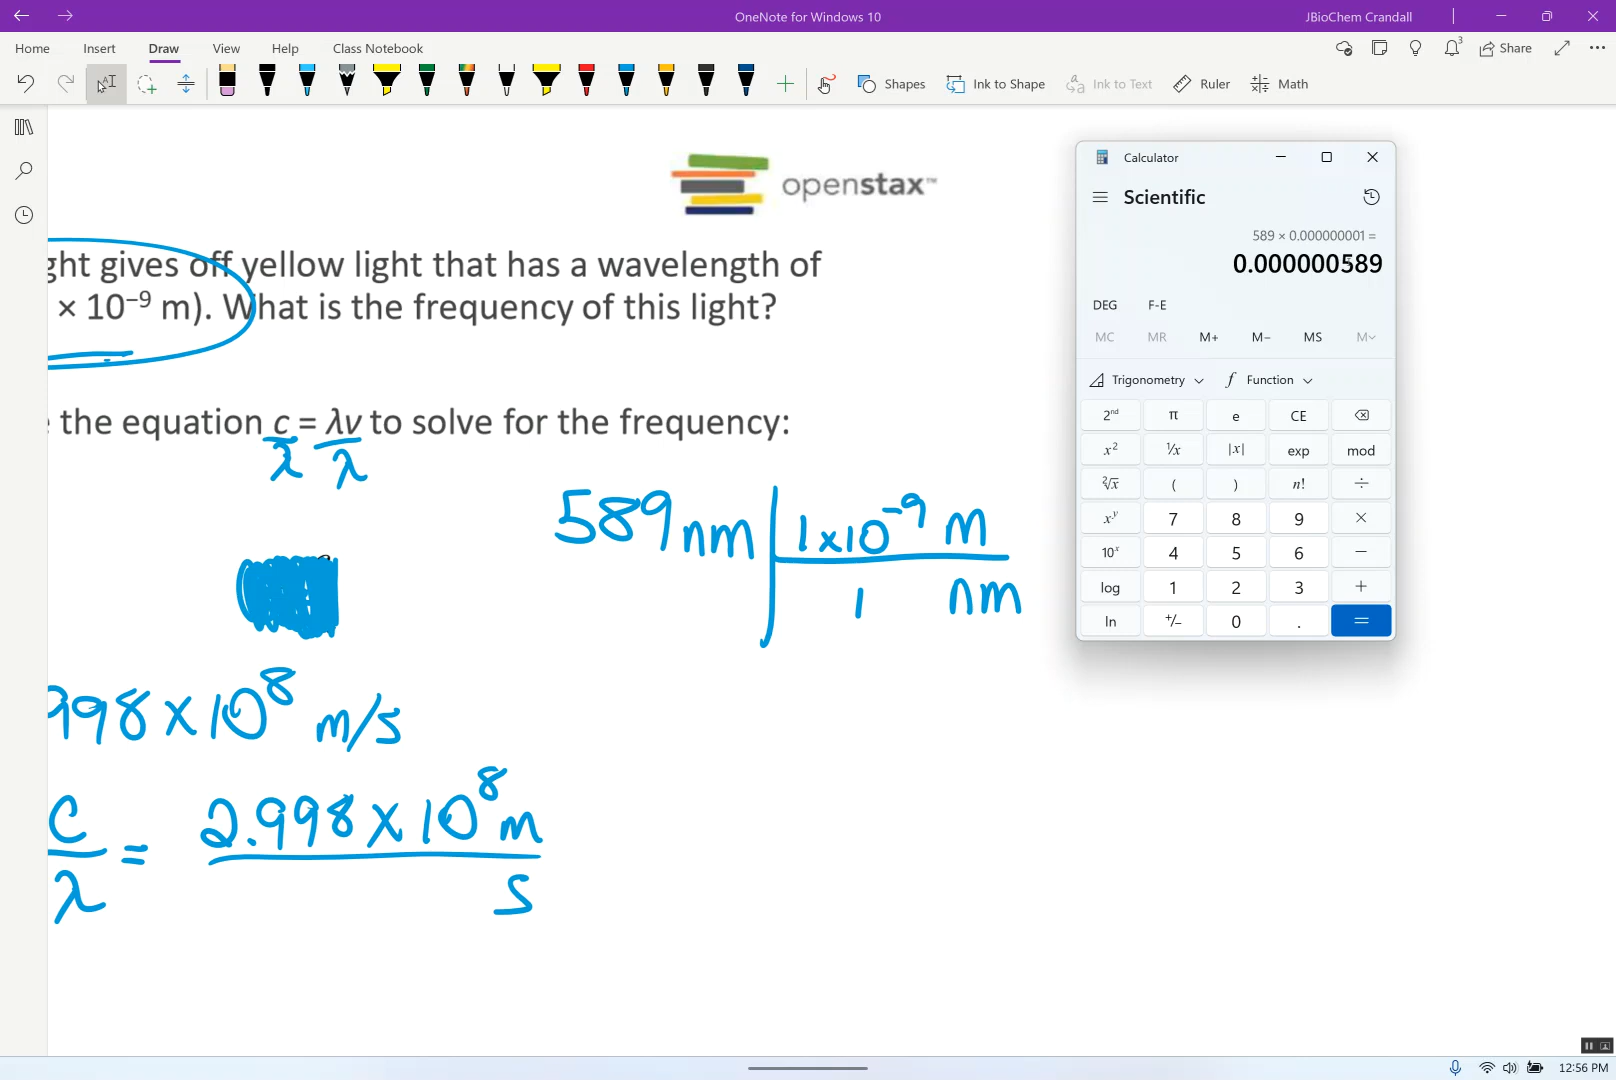 OneNote for Windows 10
JBioChem Crandall
Home Insert Draw View Help Class Notebook
3
Share
Shapes Ink to Shape Ink to Text Ruler Math
openstax™
ght gives off yellow light that has a wavelength of
× 10⁻⁹ m). What is the frequency of this light?
the equation c = λν to solve for the frequency:
λ λ
589 nm 1x10⁻⁹ m
1 nm
998 x 10⁸ m/s
c = 2.998 x 10⁸ m
λ s
Calculator
Scientific
589 × 0.000000001 =
0.000000589
DEG F-E
MC MR M+ M− MS M˅
Trigonometry f Function
2ⁿᵈ π e CE
x² ¹/x |x| exp mod
²√x ( ) n! ÷
xʸ 7 8 9 ×
10ˣ 4 5 6 −
log 1 2 3 +
ln +/− 0 . =
12:56 PM